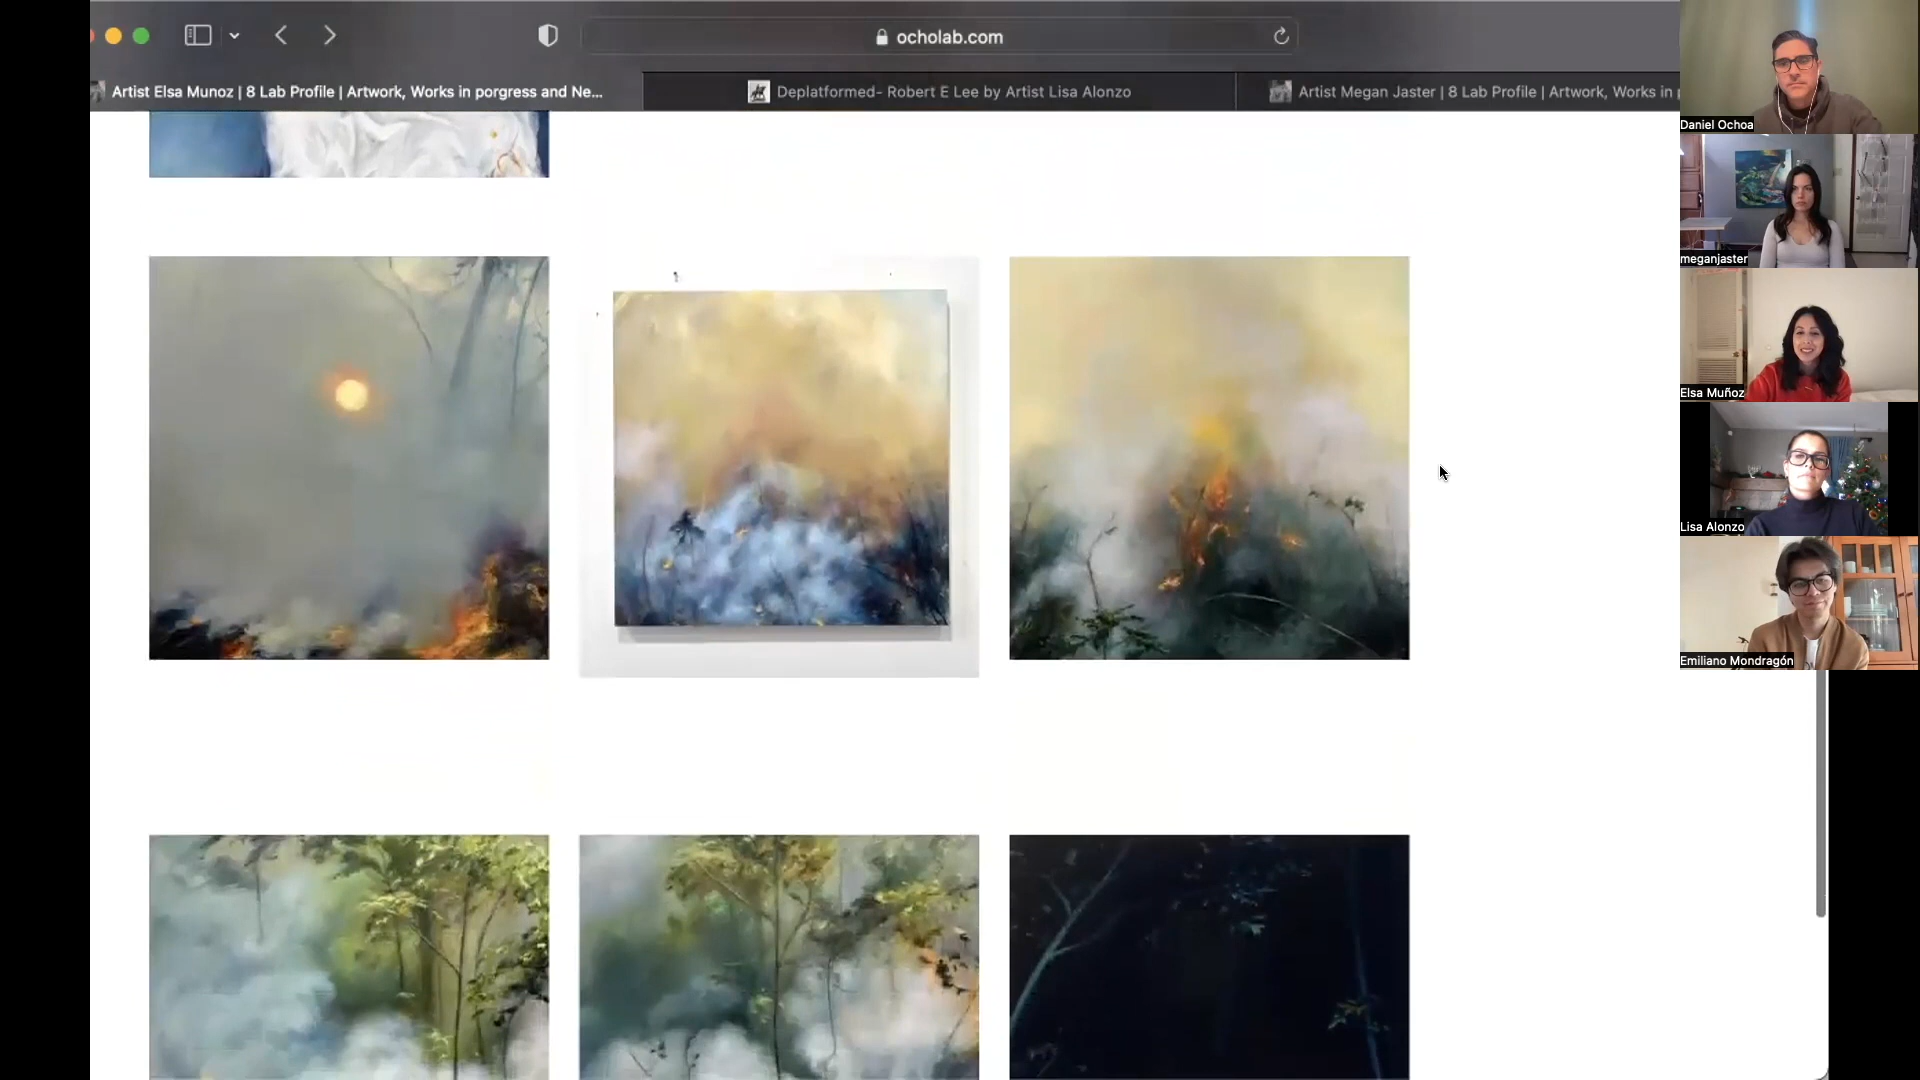 ocholab.com
Artist Elsa Munoz | 8 Lab Profile | Artwork, Works in porgress and Ne...
Deplatformed- Robert E Lee by Artist Lisa Alonzo
Artist Megan Jaster | 8 Lab Profile | Artwork, Works in
Daniel Ochoa
meganjaster
Elsa Muñoz
Lisa Alonzo
Emiliano Mondragón